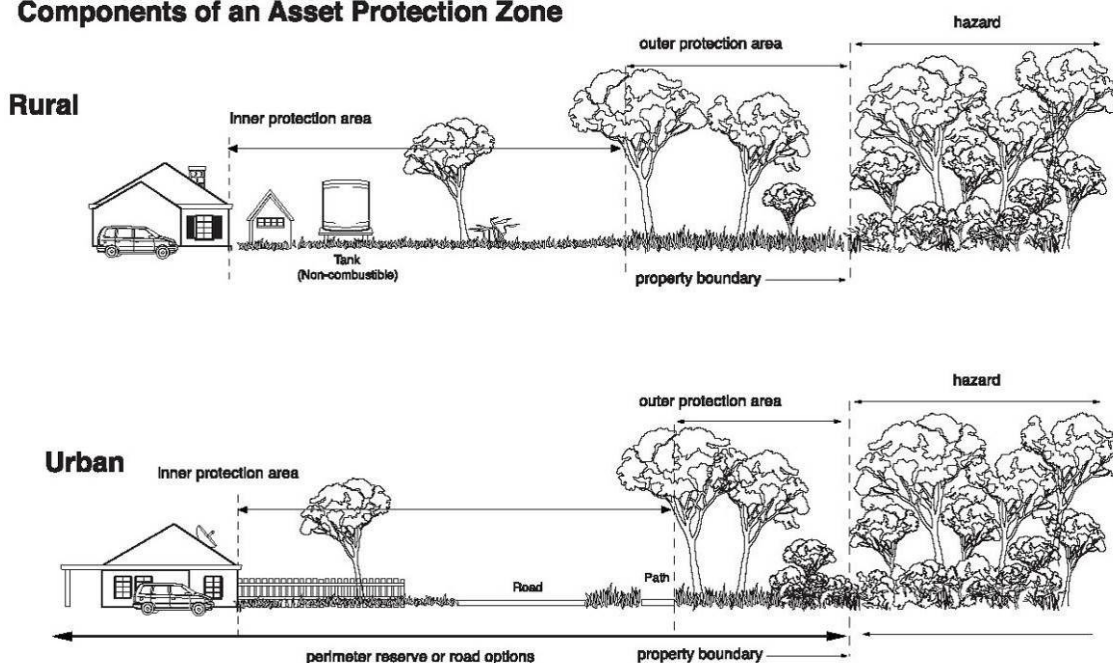 Components of an Asset Protection Zone
hazard
outer protection area
Rural
Inner protection area
Tank
(Non-combustible)
property boundary
hazard
outer protection area
Urban
Inner protection area
Path
Road
perimeter reserve or road options
property boundary